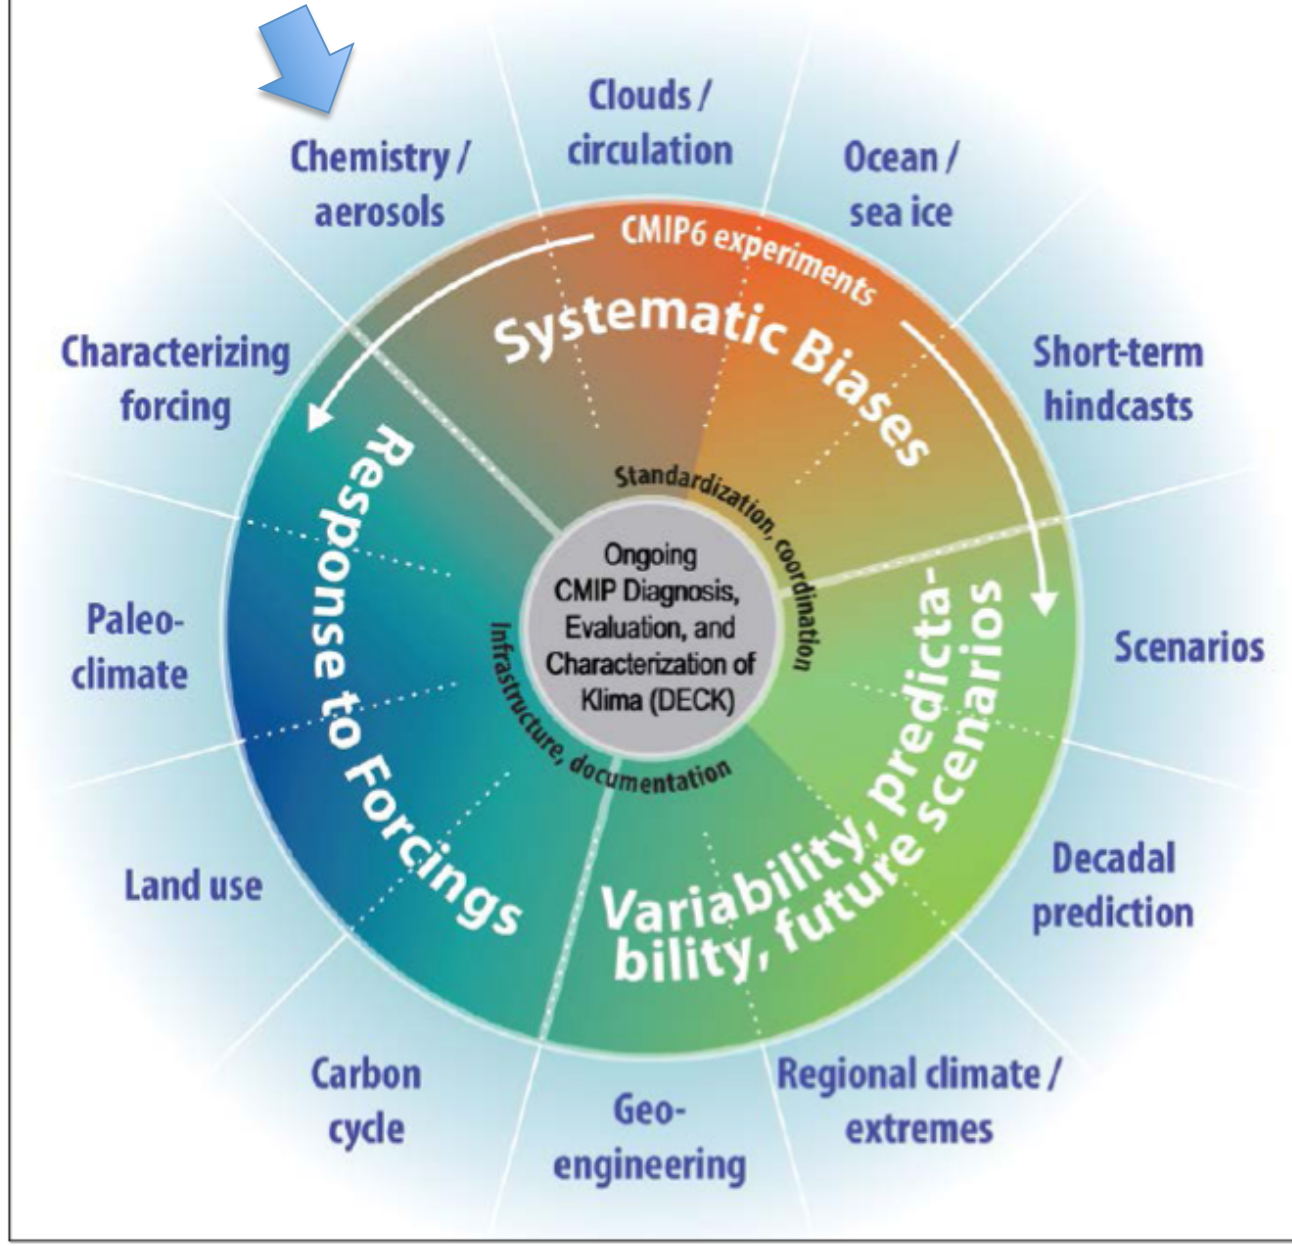 Clouds /
circulation
Chemistry /
aerosols
Ocean /
sea ice
CMIP6 experiments
Systematic Biases
Characterizing
forcing
Short-term
hindcasts
Response to Forcings
Standardization, coordination
Ongoing
CMIP Diagnosis,
Evaluation, and
Characterization of
Klima (DECK)
Infrastructure, documentation
Variability, predicta-
bility, future scenarios
Paleo-
climate
Scenarios
Land use
Decadal
prediction
Carbon
cycle
Geo-
engineering
Regional climate /
extremes